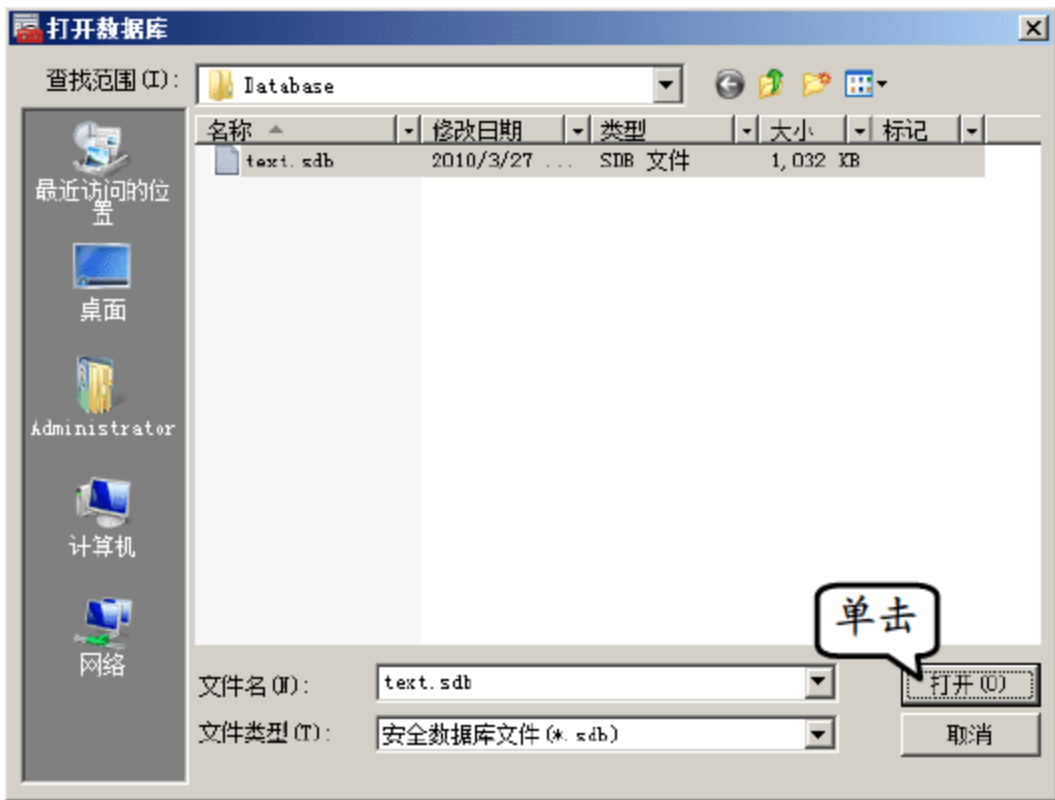 打开数据库
查找范围(I):
Database
名称 修改日期 类型 大小 标记
text.sdb 2010/3/27 ... SDB 文件 1,032 KB
最近访问的位
置
桌面
Administrator
计算机
网络
单击
文件名(N): text.sdb 打开(O)
文件类型(T): 安全数据库文件(*.sdb) 取消